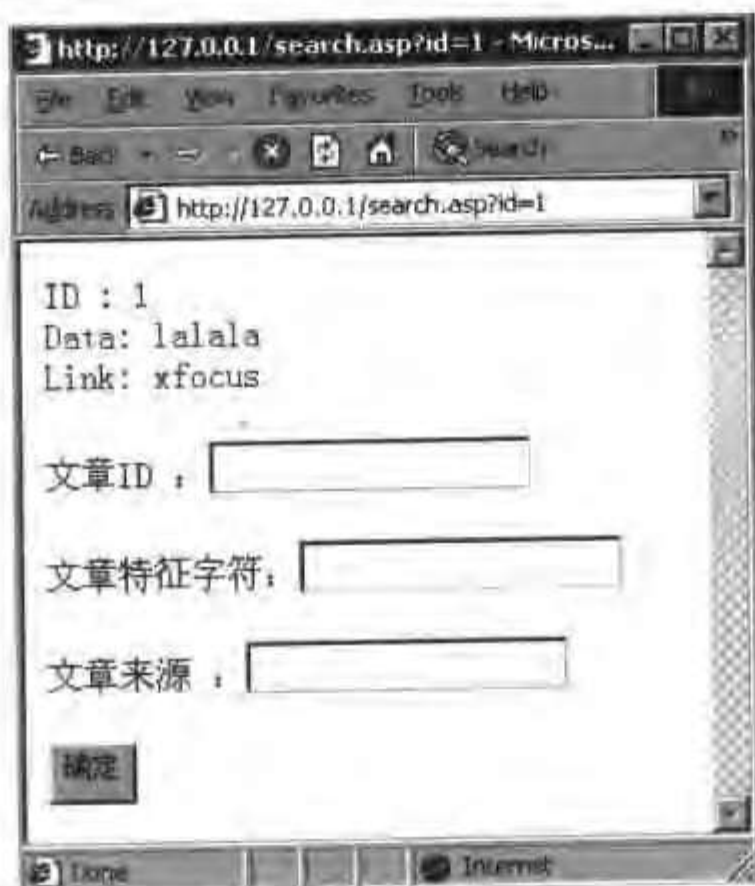 http://127.0.0.1/search.asp?id=1 - Micros...
File Edit View Favorites Tools Help
Back Search
Address http://127.0.0.1/search.asp?id=1
ID : 1
Data: lalala
Link: xfocus
文章ID ：
文章特征字符：
文章来源 ：
确定
Done Internet